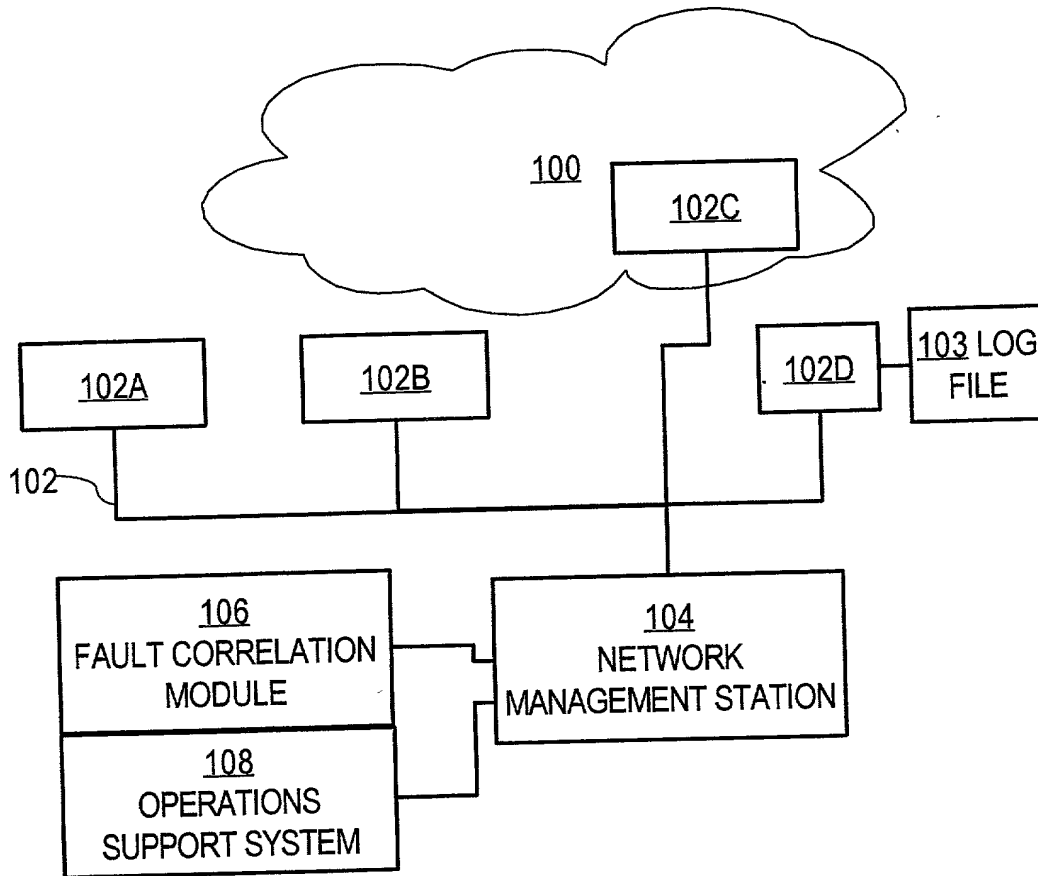 100
102C
102A
102B
102D
103 LOG
FILE
102
106
FAULT CORRELATION
MODULE
104
NETWORK
MANAGEMENT STATION
108
OPERATIONS
SUPPORT SYSTEM